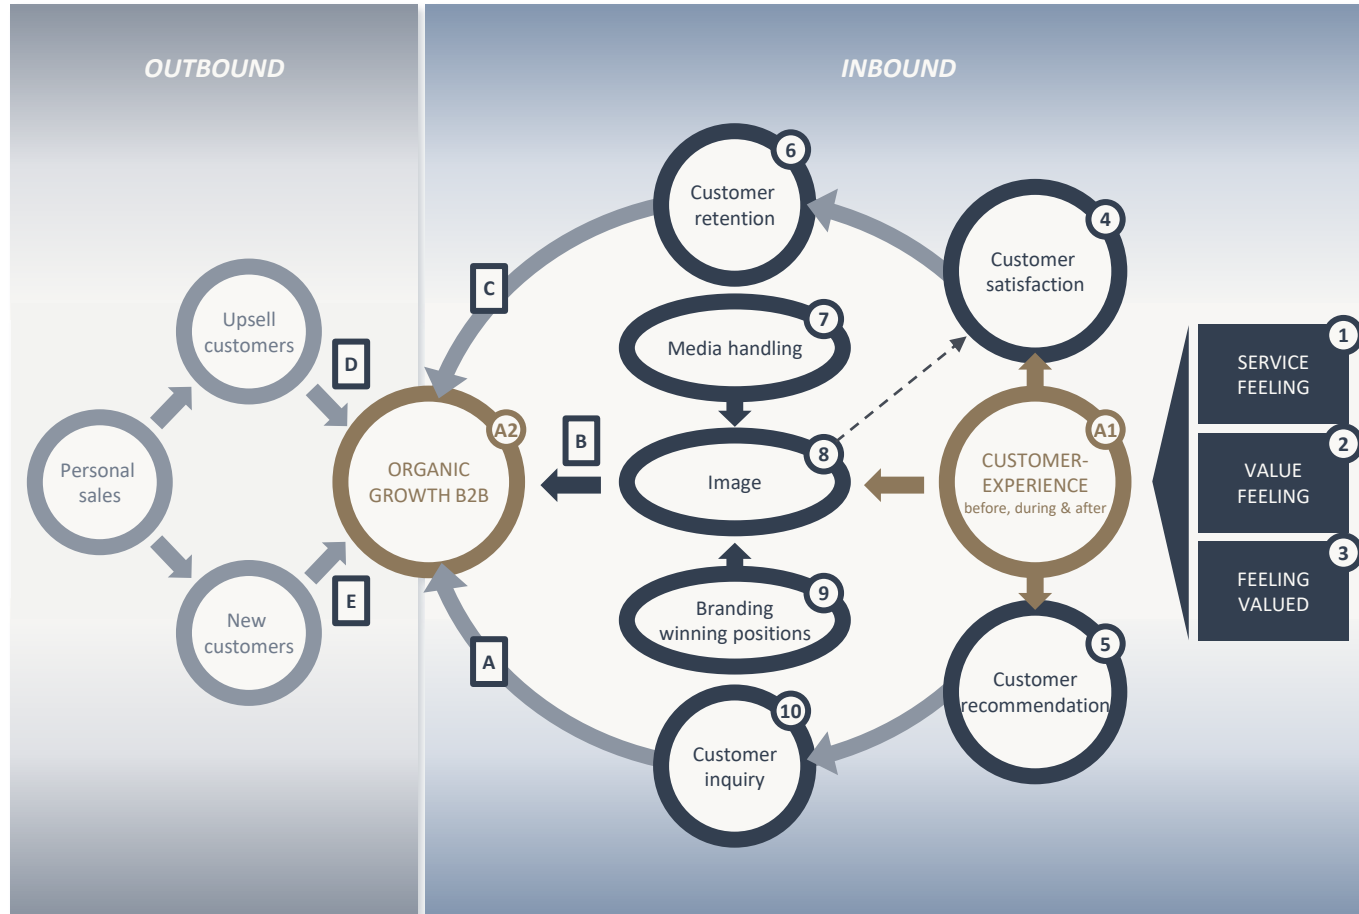 OUTBOUND
INBOUND
6
Customer
retention
4
Customer
satisfaction
C
Upsell
customers
D
7
Media handling
1
SERVICE
FEELING
Personal
sales
A2
ORGANIC
GROWTH B2B
B
8
Image
A1
CUSTOMER-
EXPERIENCE
before, during & after
2
VALUE
FEELING
3
FEELING
VALUED
New
customers
E
9
Branding
winning positions
A
5
Customer
recommendation
10
Customer
inquiry